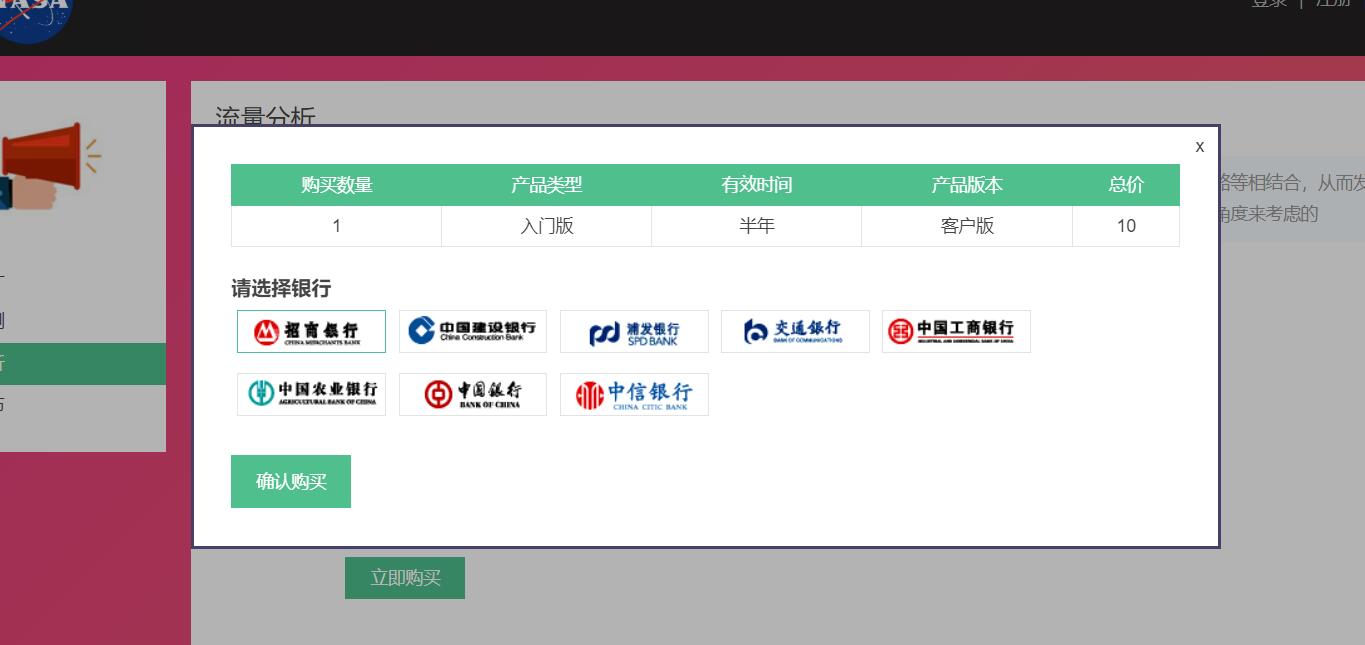 NASA
登录 | 注册
流量分析
x
购买数量 产品类型 有效时间 产品版本 总价
1 入门版 半年 客户版 10
等相结合，从而发
角度来考虑的
请选择银行
招商银行 CHINA MERCHANTS BANK
中国建设银行 China Construction Bank
浦发银行 SPD BANK
交通银行 BANK OF COMMUNICATIONS
中国工商银行 INDUSTRIAL AND COMMERCIAL BANK OF CHINA
中国农业银行 AGRICULTURAL BANK OF CHINA
中国银行 BANK OF CHINA
中信银行 CHINA CITIC BANK
确认购买
立即购买